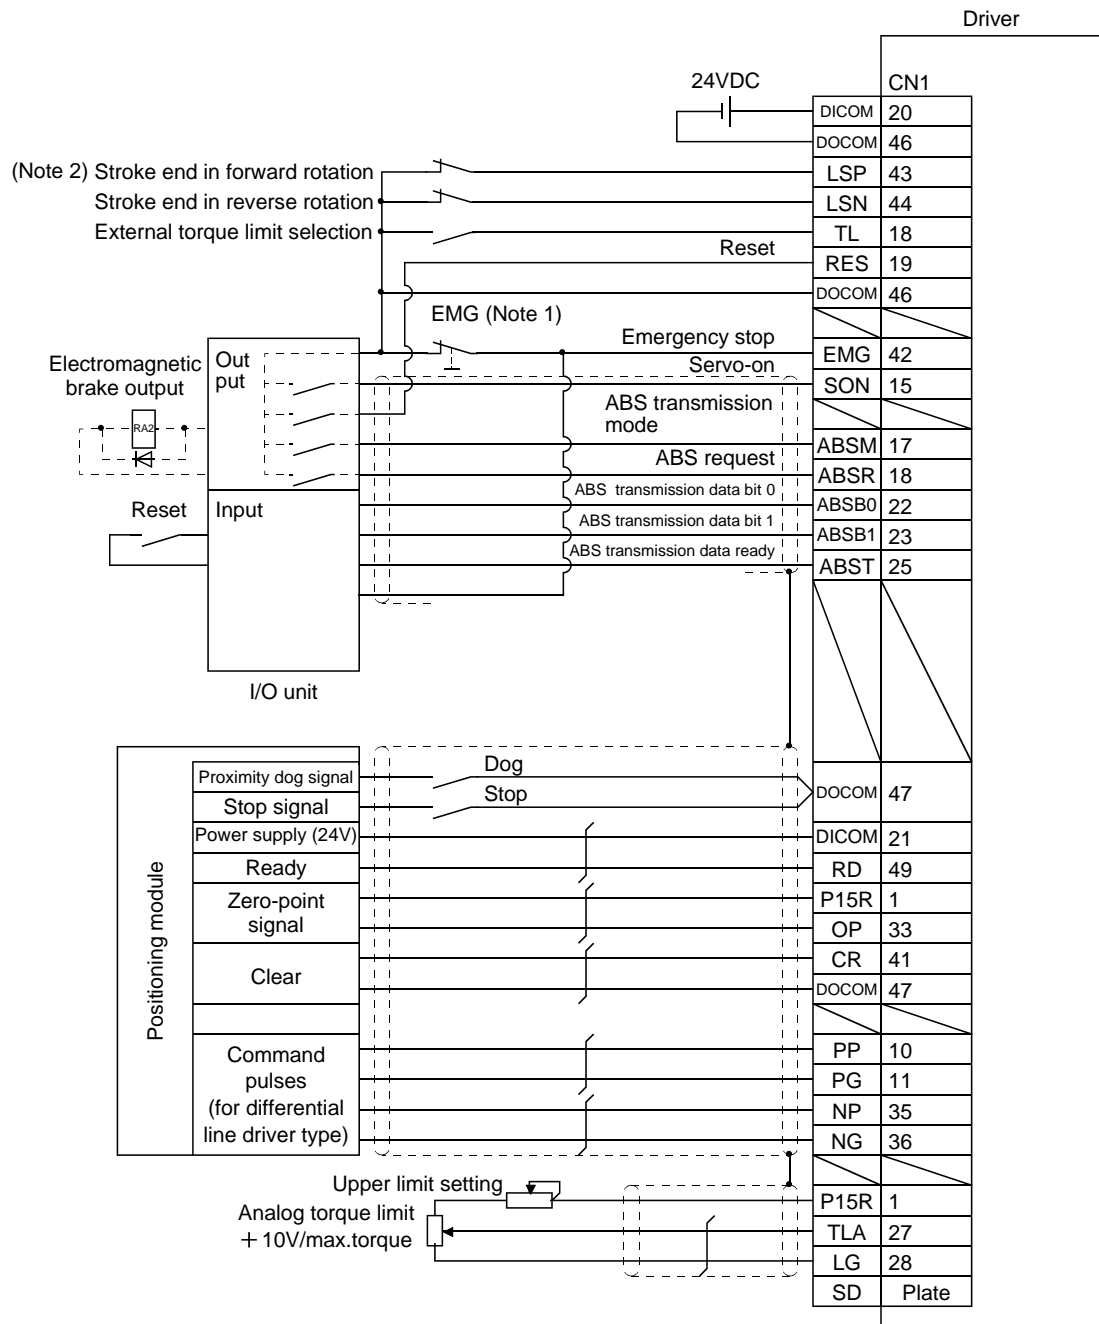 Driver
24VDC
CN1
DICOM 20
DOCOM 46
(Note 2) Stroke end in forward rotation LSP 43
Stroke end in reverse rotation LSN 44
External torque limit selection TL 18
Reset RES 19
DOCOM 46
EMG (Note 1)
Emergency stop EMG 42
Servo-on SON 15
Electromagnetic
brake output
RA2
Out
put
ABS transmission
mode
ABSM 17
ABS request ABSR 18
ABS transmission data bit 0 ABSB0 22
Reset
Input
ABS transmission data bit 1 ABSB1 23
ABS transmission data ready ABST 25
I/O unit
Positioning module
Proximity dog signal Dog
Stop signal Stop
DOCOM 47
Power supply (24V) DICOM 21
Ready RD 49
Zero-point
signal
P15R 1
OP 33
Clear
CR 41
DOCOM 47
Command
pulses
(for differential
line driver type)
PP 10
PG 11
NP 35
NG 36
Upper limit setting P15R 1
Analog torque limit
+10V/max.torque
TLA 27
LG 28
SD Plate